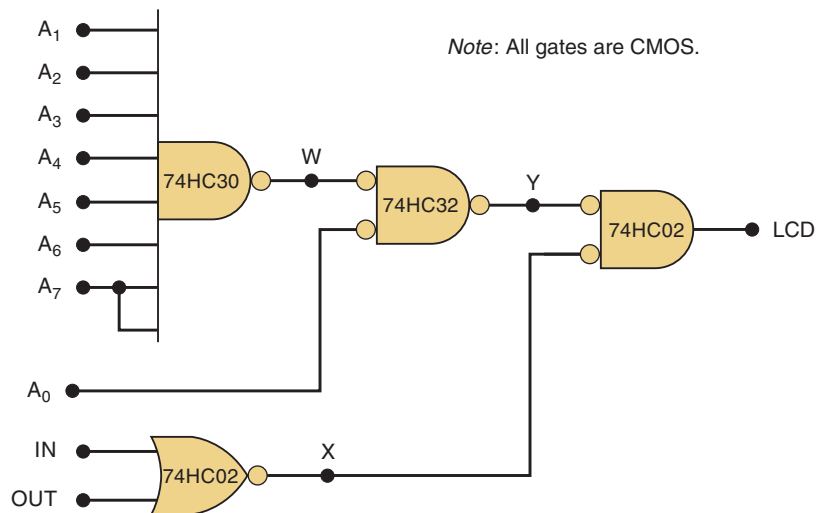 A₁
Note: All gates are CMOS.
A₂
A₃
A₄
W
74HC30
Y
A₅
74HC32
A₆
74HC02
LCD
A₇
A₀
IN
X
74HC02
OUT